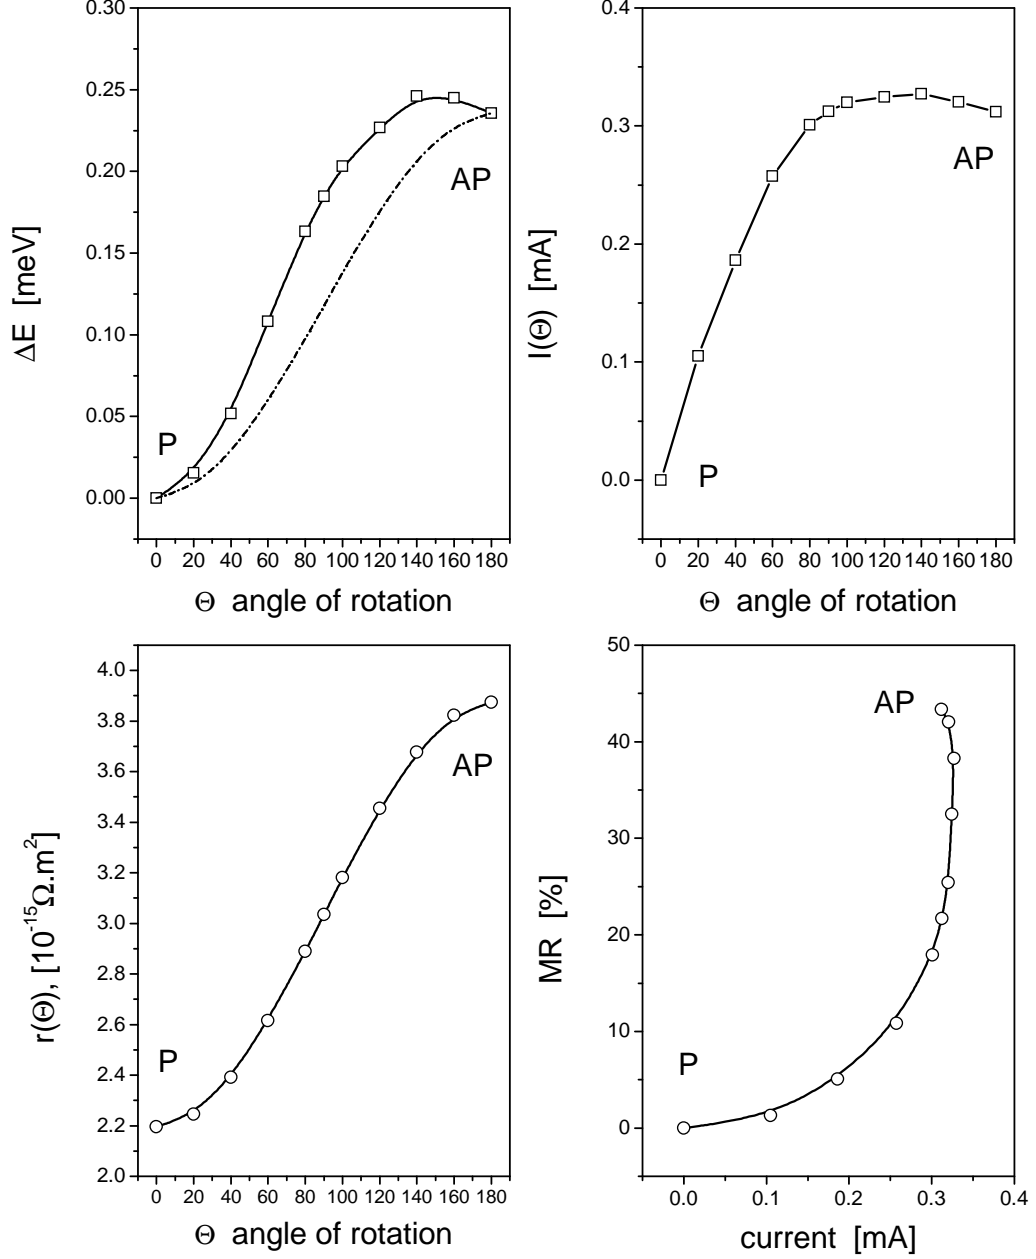 0.30
0.25
0.20
0.15
0.10
0.05
0.00
ΔE [meV]
P
AP
0 20 40 60 80 100 120 140 160 180
Θ angle of rotation
0.4
0.3
0.2
0.1
0.0
I(Θ) [mA]
P
AP
0 20 40 60 80 100 120 140 160 180
Θ angle of rotation
4.0
3.8
3.6
3.4
3.2
3.0
2.8
2.6
2.4
2.2
2.0
r(Θ), [10⁻¹⁵Ω.m²]
P
AP
0 20 40 60 80 100 120 140 160 180
Θ angle of rotation
50
40
30
20
10
0
MR [%]
AP
P
0.0 0.1 0.2 0.3 0.4
current [mA]